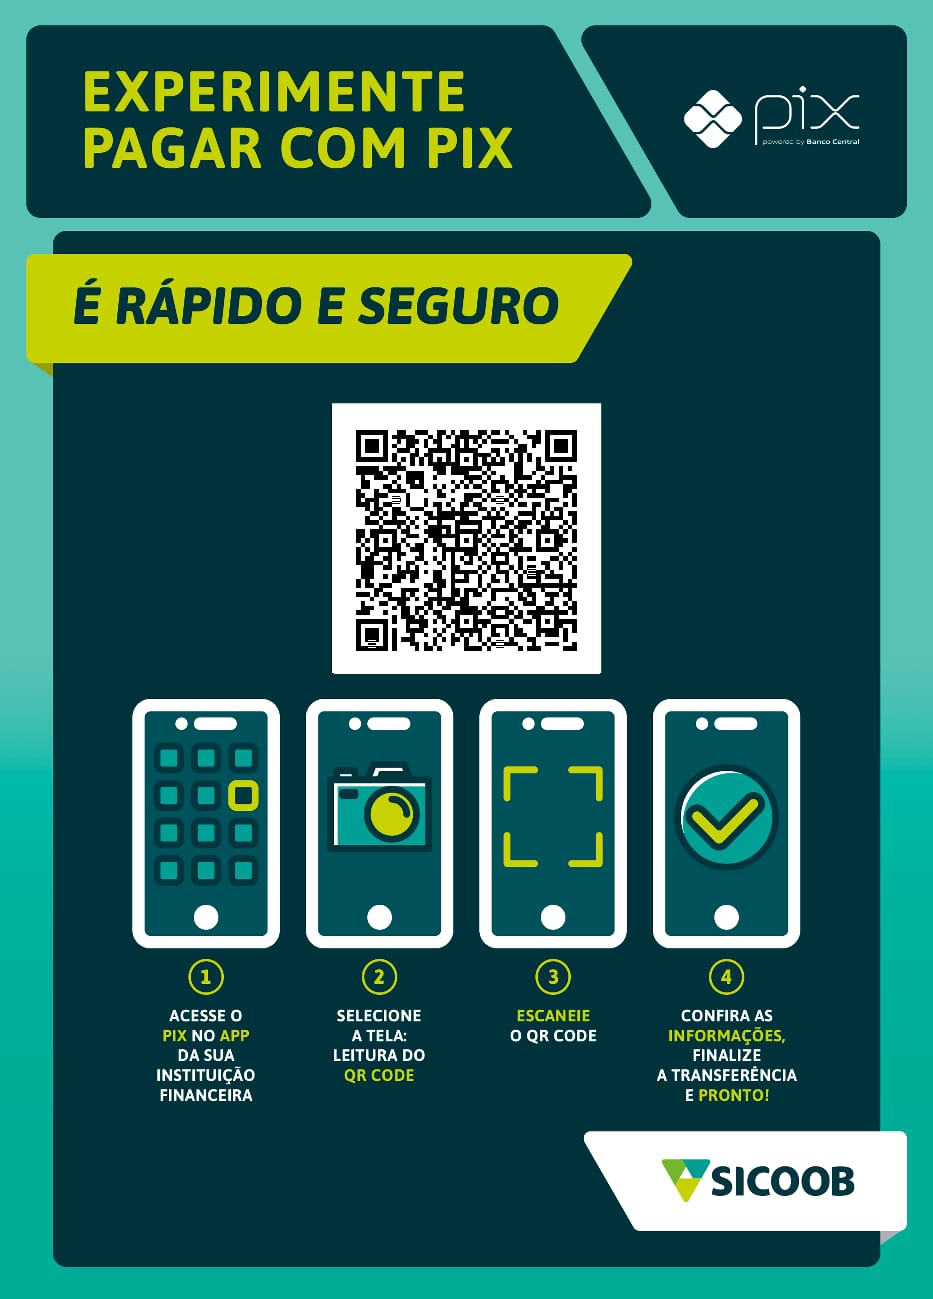 EXPERIMENTE
PAGAR COM PIX
pix
powered by Banco Central
É RÁPIDO E SEGURO
1
ACESSE O
PIX NO APP
DA SUA
INSTITUIÇÃO
FINANCEIRA
2
SELECIONE
A TELA:
LEITURA DO
QR CODE
3
ESCANEIE
O QR CODE
4
CONFIRA AS
INFORMAÇÕES,
FINALIZE
A TRANSFERÊNCIA
E PRONTO!
SICOOB